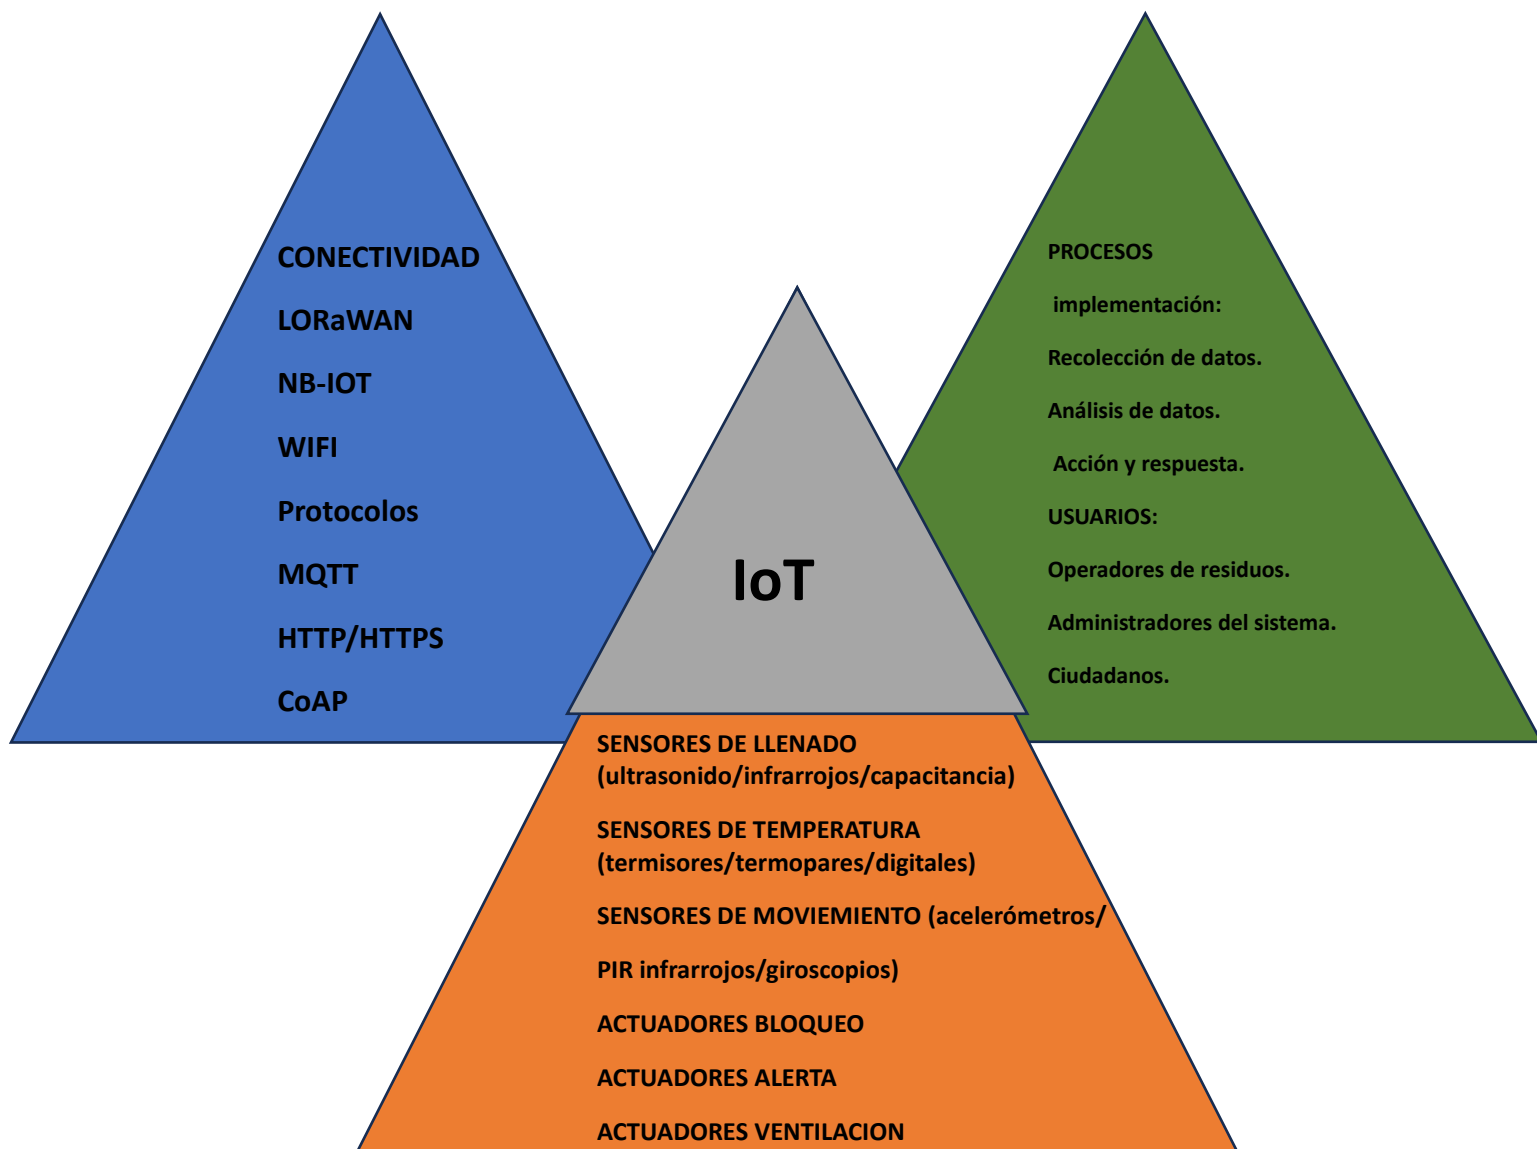 CONECTIVIDAD
LORaWAN
NB-IOT
WIFI
Protocolos
MQTT
HTTP/HTTPS
CoAP
IoT
PROCESOS
implementación:
Recolección de datos.
Análisis de datos.
Acción y respuesta.
USUARIOS:
Operadores de residuos.
Administradores del sistema.
Ciudadanos.
SENSORES DE LLENADO
(ultrasonido/infrarrojos/capacitancia)
SENSORES DE TEMPERATURA
(termisores/termopares/digitales)
SENSORES DE MOVIEMIENTO (acelerómetros/
PIR infrarrojos/giroscopios)
ACTUADORES BLOQUEO
ACTUADORES ALERTA
ACTUADORES VENTILACION